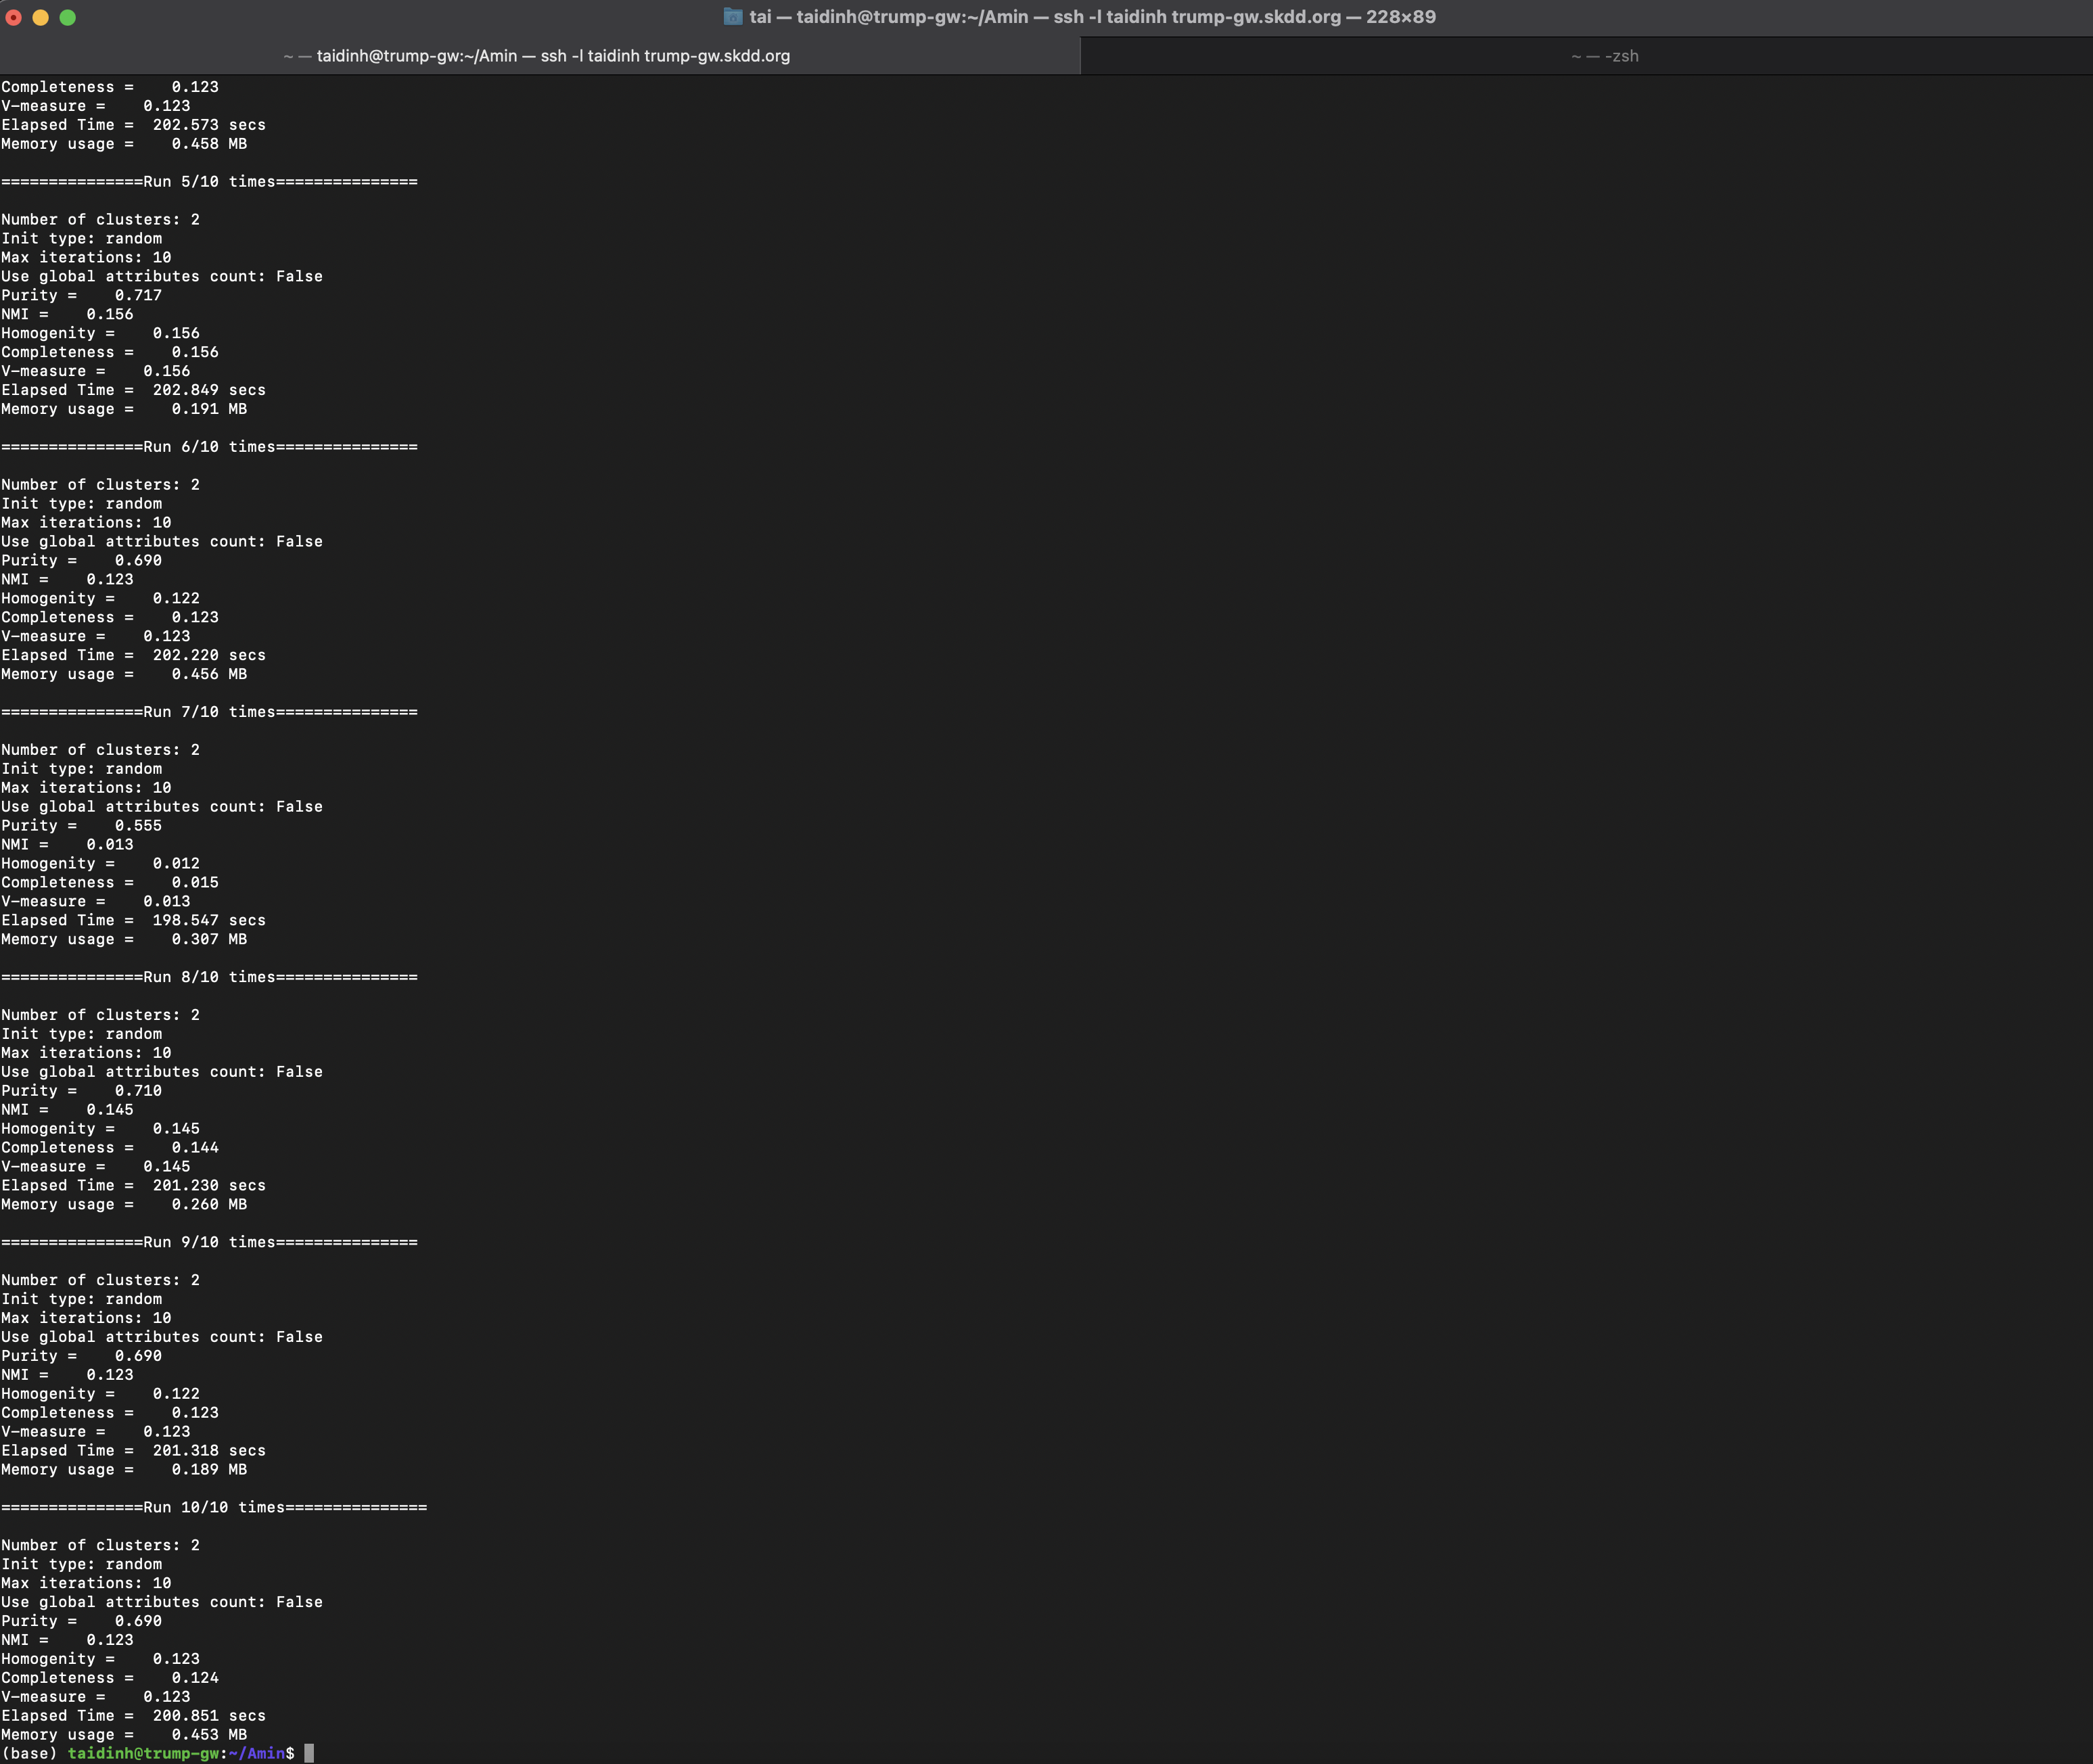 tai — taidinh@trump-gw:~/Amin — ssh -l taidinh trump-gw.skdd.org — 228×89
~ — taidinh@trump-gw:~/Amin — ssh -l taidinh trump-gw.skdd.org
~ — -zsh
Completeness =    0.123
V-measure =    0.123
Elapsed Time =  202.573 secs
Memory usage =    0.458 MB
===============Run 5/10 times===============
Number of clusters: 2
Init type: random
Max iterations: 10
Use global attributes count: False
Purity =    0.717
NMI =    0.156
Homogenity =    0.156
Completeness =    0.156
V-measure =    0.156
Elapsed Time =  202.849 secs
Memory usage =    0.191 MB
===============Run 6/10 times===============
Number of clusters: 2
Init type: random
Max iterations: 10
Use global attributes count: False
Purity =    0.690
NMI =    0.123
Homogenity =    0.122
Completeness =    0.123
V-measure =    0.123
Elapsed Time =  202.220 secs
Memory usage =    0.456 MB
===============Run 7/10 times===============
Number of clusters: 2
Init type: random
Max iterations: 10
Use global attributes count: False
Purity =    0.555
NMI =    0.013
Homogenity =    0.012
Completeness =    0.015
V-measure =    0.013
Elapsed Time =  198.547 secs
Memory usage =    0.307 MB
===============Run 8/10 times===============
Number of clusters: 2
Init type: random
Max iterations: 10
Use global attributes count: False
Purity =    0.710
NMI =    0.145
Homogenity =    0.145
Completeness =    0.144
V-measure =    0.145
Elapsed Time =  201.230 secs
Memory usage =    0.260 MB
===============Run 9/10 times===============
Number of clusters: 2
Init type: random
Max iterations: 10
Use global attributes count: False
Purity =    0.690
NMI =    0.123
Homogenity =    0.122
Completeness =    0.123
V-measure =    0.123
Elapsed Time =  201.318 secs
Memory usage =    0.189 MB
===============Run 10/10 times===============
Number of clusters: 2
Init type: random
Max iterations: 10
Use global attributes count: False
Purity =    0.690
NMI =    0.123
Homogenity =    0.123
Completeness =    0.124
V-measure =    0.123
Elapsed Time =  200.851 secs
Memory usage =    0.453 MB
(base) taidinh@trump-gw:~/Amin$